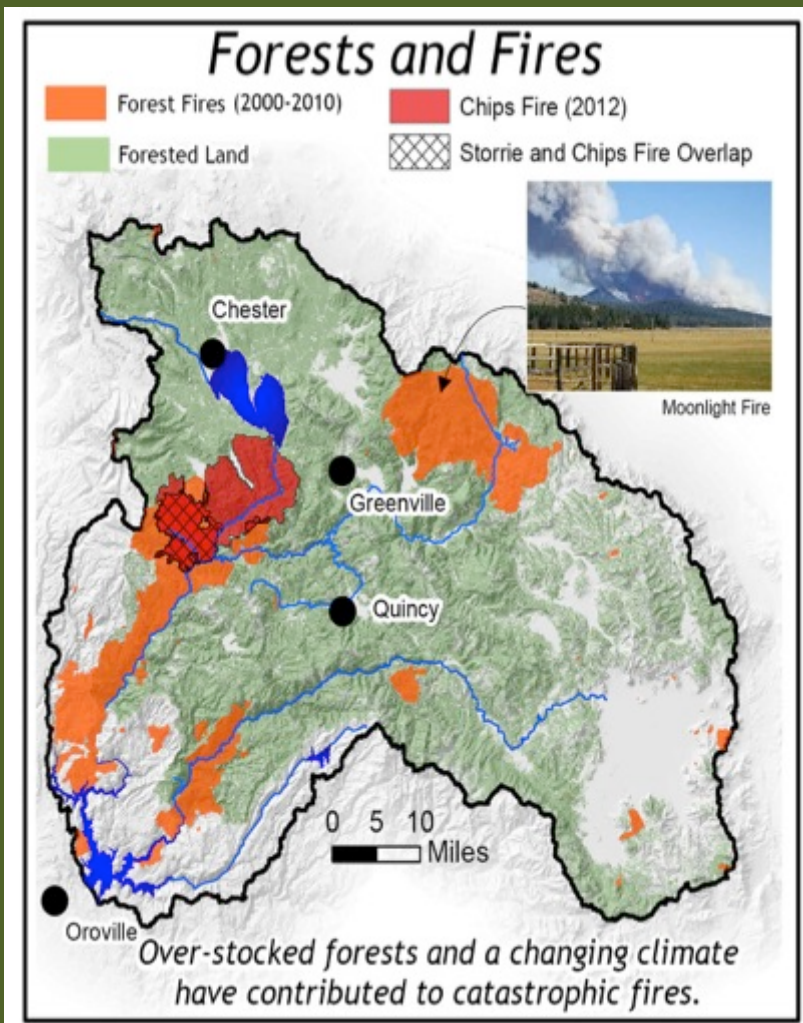 Forests and Fires
Forest Fires (2000-2010)
Chips Fire (2012)
Forested Land
Storrie and Chips Fire Overlap
Chester
Moonlight Fire
Greenville
Quincy
0 5 10
Miles
Oroville
Over-stocked forests and a changing climate
have contributed to catastrophic fires.